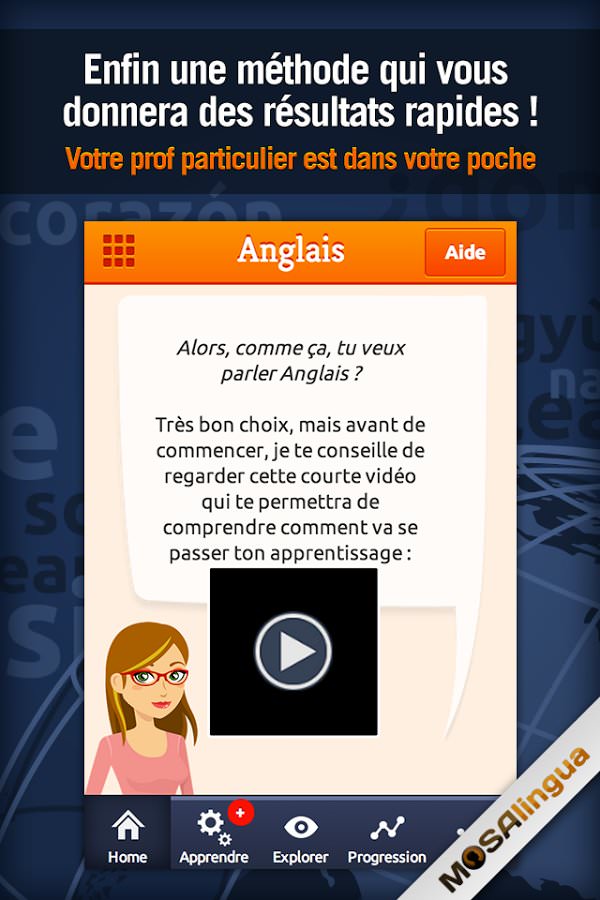 Enfin une méthode qui vous
donnera des résultats rapides !
Votre prof particulier est dans votre poche
corazón
¿don
Anglais
Aide
Alors, comme ça, tu veux
parler Anglais ?
Très bon choix, mais avant de
commencer, je te conseille de
regarder cette courte vidéo
qui te permettra de
comprendre comment va se
passer ton apprentissage :
Home
Apprendre
Explorer
Progression
MOSAlingua